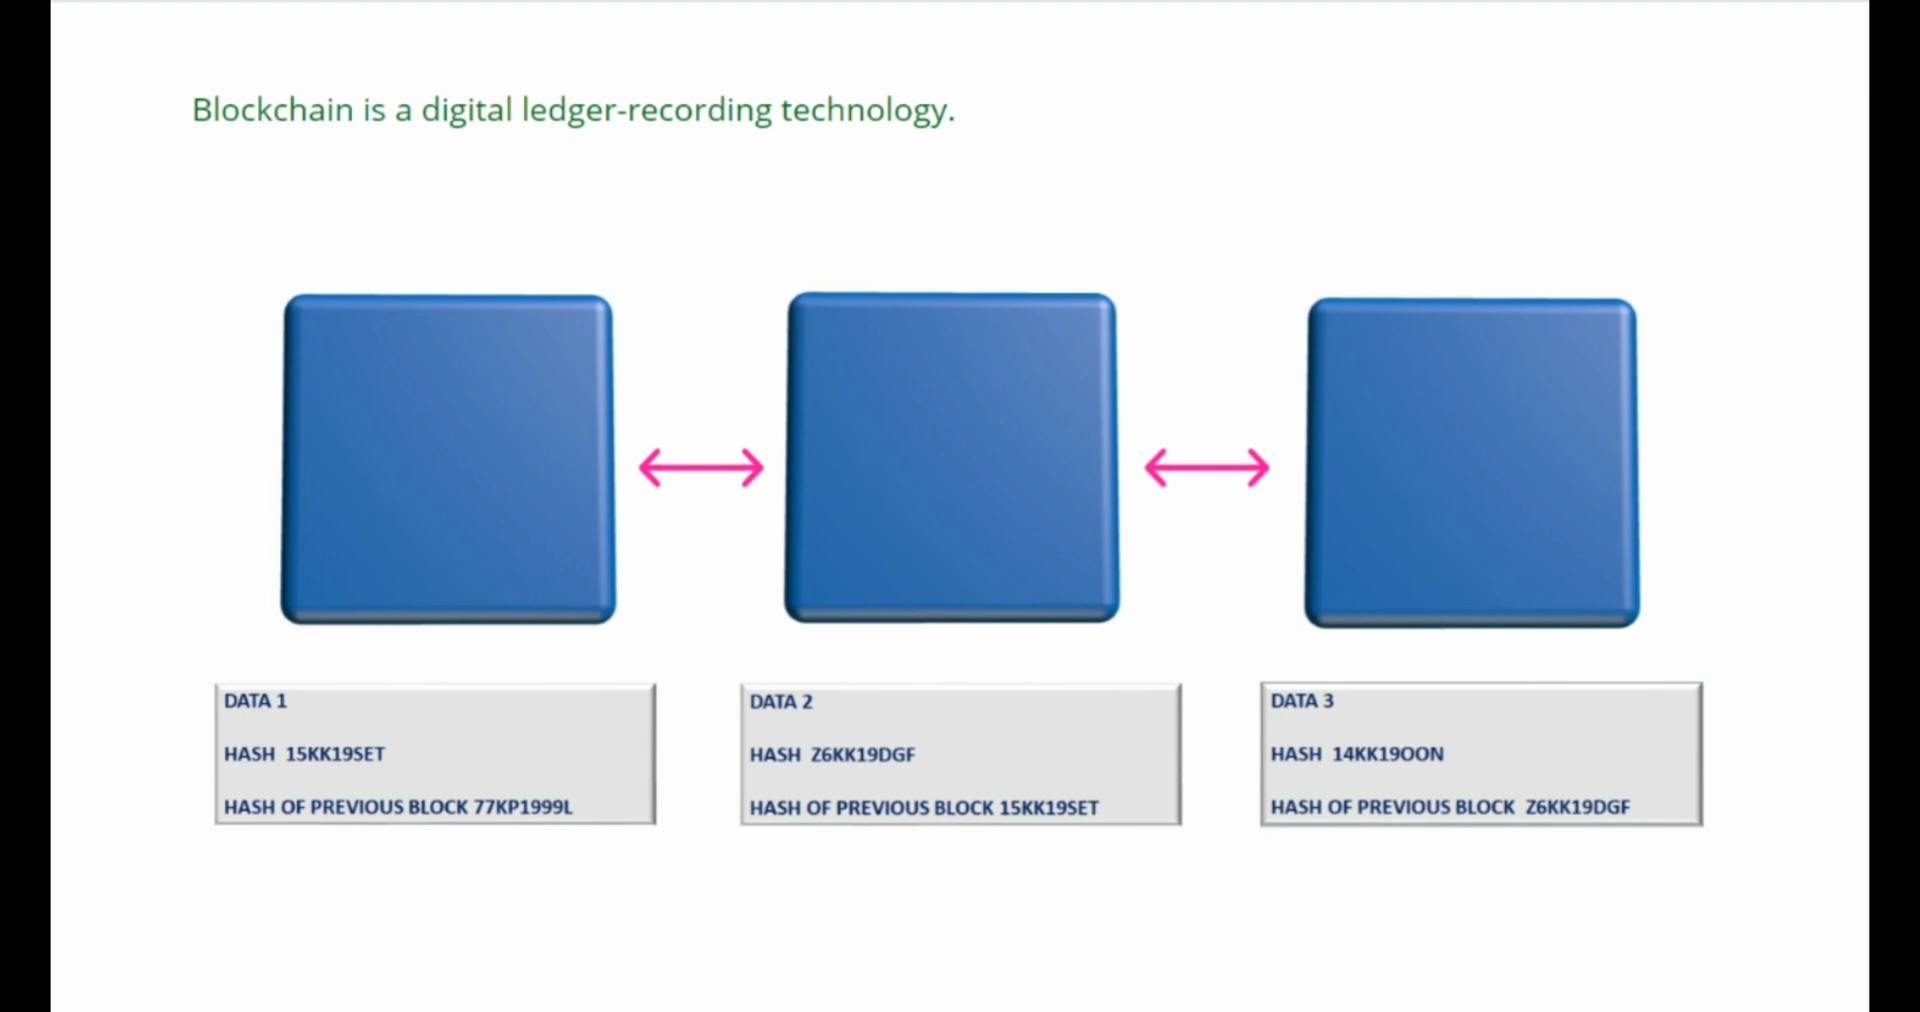 Blockchain is a digital ledger-recording technology.
DATA 1
HASH 15KK19SET
HASH OF PREVIOUS BLOCK 77KP1999L
DATA 2
HASH Z6KK19DGF
HASH OF PREVIOUS BLOCK 15KK19SET
DATA 3
HASH 14KK19OON
HASH OF PREVIOUS BLOCK Z6KK19DGF